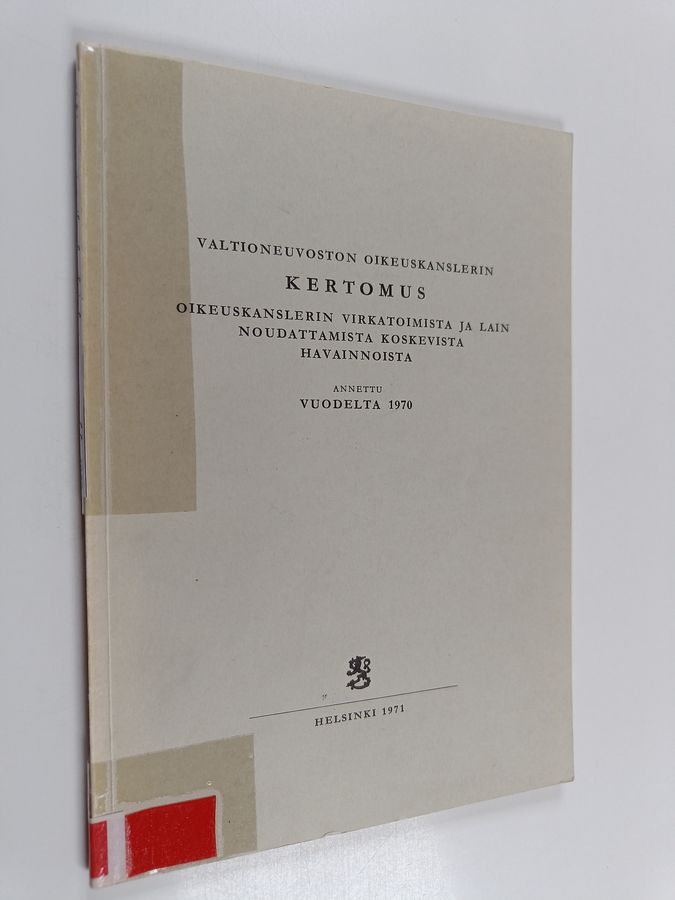 VALTIONEUVOSTON OIKEUSKANSLERIN
KERTOMUS
OIKEUSKANSLERIN VIRKATOIMISTA JA LAIN
NOUDATTAMISTA KOSKEVISTA
HAVAINNOISTA
ANNETTU
VUODELTA 1970
HELSINKI 1971